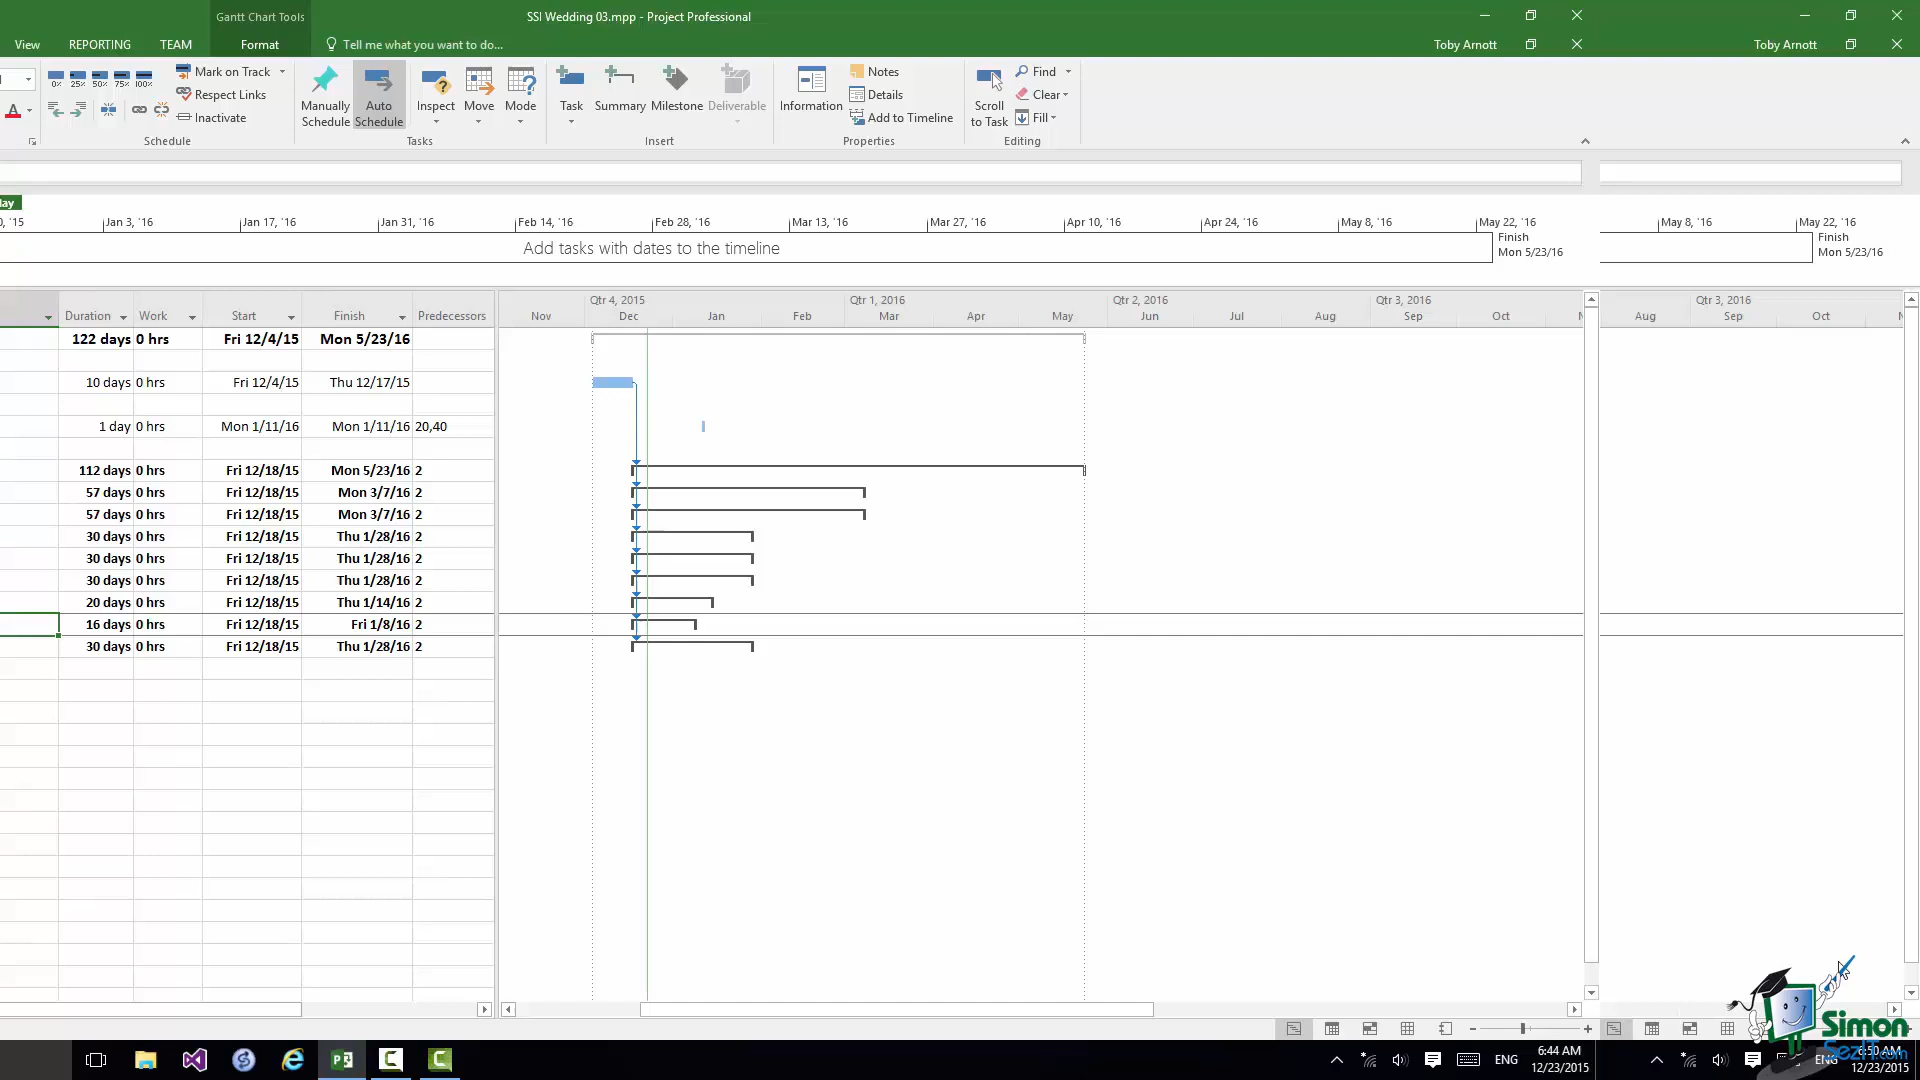 Gantt Chart Tools
SSI Wedding 03.mpp - Project Professional
View REPORTING TEAM Format Tell me what you want to do... Toby Arnott Toby Arnott
0% 25% 50% 75% 100%
Mark on Track
Respect Links
Inactivate
Schedule
Manually Schedule
Auto Schedule
Inspect Move Mode
Tasks
Task Summary Milestone Deliverable
Insert
Information
Notes
Details
Add to Timeline
Properties
Scroll to Task
Find
Clear
Fill
Editing
A
lay
0, '15 Jan 3, '16 Jan 17, '16 Jan 31, '16 Feb 14, '16 Feb 28, '16 Mar 13, '16 Mar 27, '16 Apr 10, '16 Apr 24, '16 May 8, '16 May 22, '16 May 8, '16 May 22, '16
Add tasks with dates to the timeline
Finish
Mon 5/23/16
Finish
Mon 5/23/16
Duration Work Start Finish Predecessors
Qtr 4, 2015 Qtr 1, 2016 Qtr 2, 2016 Qtr 3, 2016 Qtr 3, 2016
Nov Dec Jan Feb Mar Apr May Jun Jul Aug Sep Oct N Aug Sep Oct N
122 days 0 hrs Fri 12/4/15 Mon 5/23/16
10 days 0 hrs Fri 12/4/15 Thu 12/17/15
1 day 0 hrs Mon 1/11/16 Mon 1/11/16 20,40
112 days 0 hrs Fri 12/18/15 Mon 5/23/16 2
57 days 0 hrs Fri 12/18/15 Mon 3/7/16 2
57 days 0 hrs Fri 12/18/15 Mon 3/7/16 2
30 days 0 hrs Fri 12/18/15 Thu 1/28/16 2
30 days 0 hrs Fri 12/18/15 Thu 1/28/16 2
30 days 0 hrs Fri 12/18/15 Thu 1/28/16 2
20 days 0 hrs Fri 12/18/15 Thu 1/14/16 2
16 days 0 hrs Fri 12/18/15 Fri 1/8/16 2
30 days 0 hrs Fri 12/18/15 Thu 1/28/16 2
Simon
SezIT.com
ENG 6:44 AM
12/23/2015
ENG 6:50 AM
12/23/2015